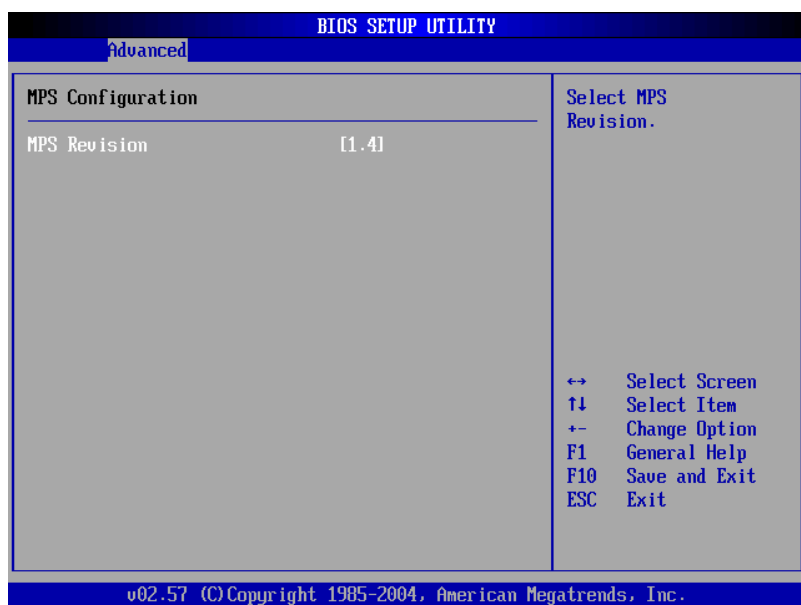 BIOS SETUP UTILITY
Advanced
MPS Configuration
MPS Revision [1.4]
Select MPS
Revision.
←→ Select Screen
↑↓ Select Item
+- Change Option
F1 General Help
F10 Save and Exit
ESC Exit
v02.57 (C)Copyright 1985-2004, American Megatrends, Inc.